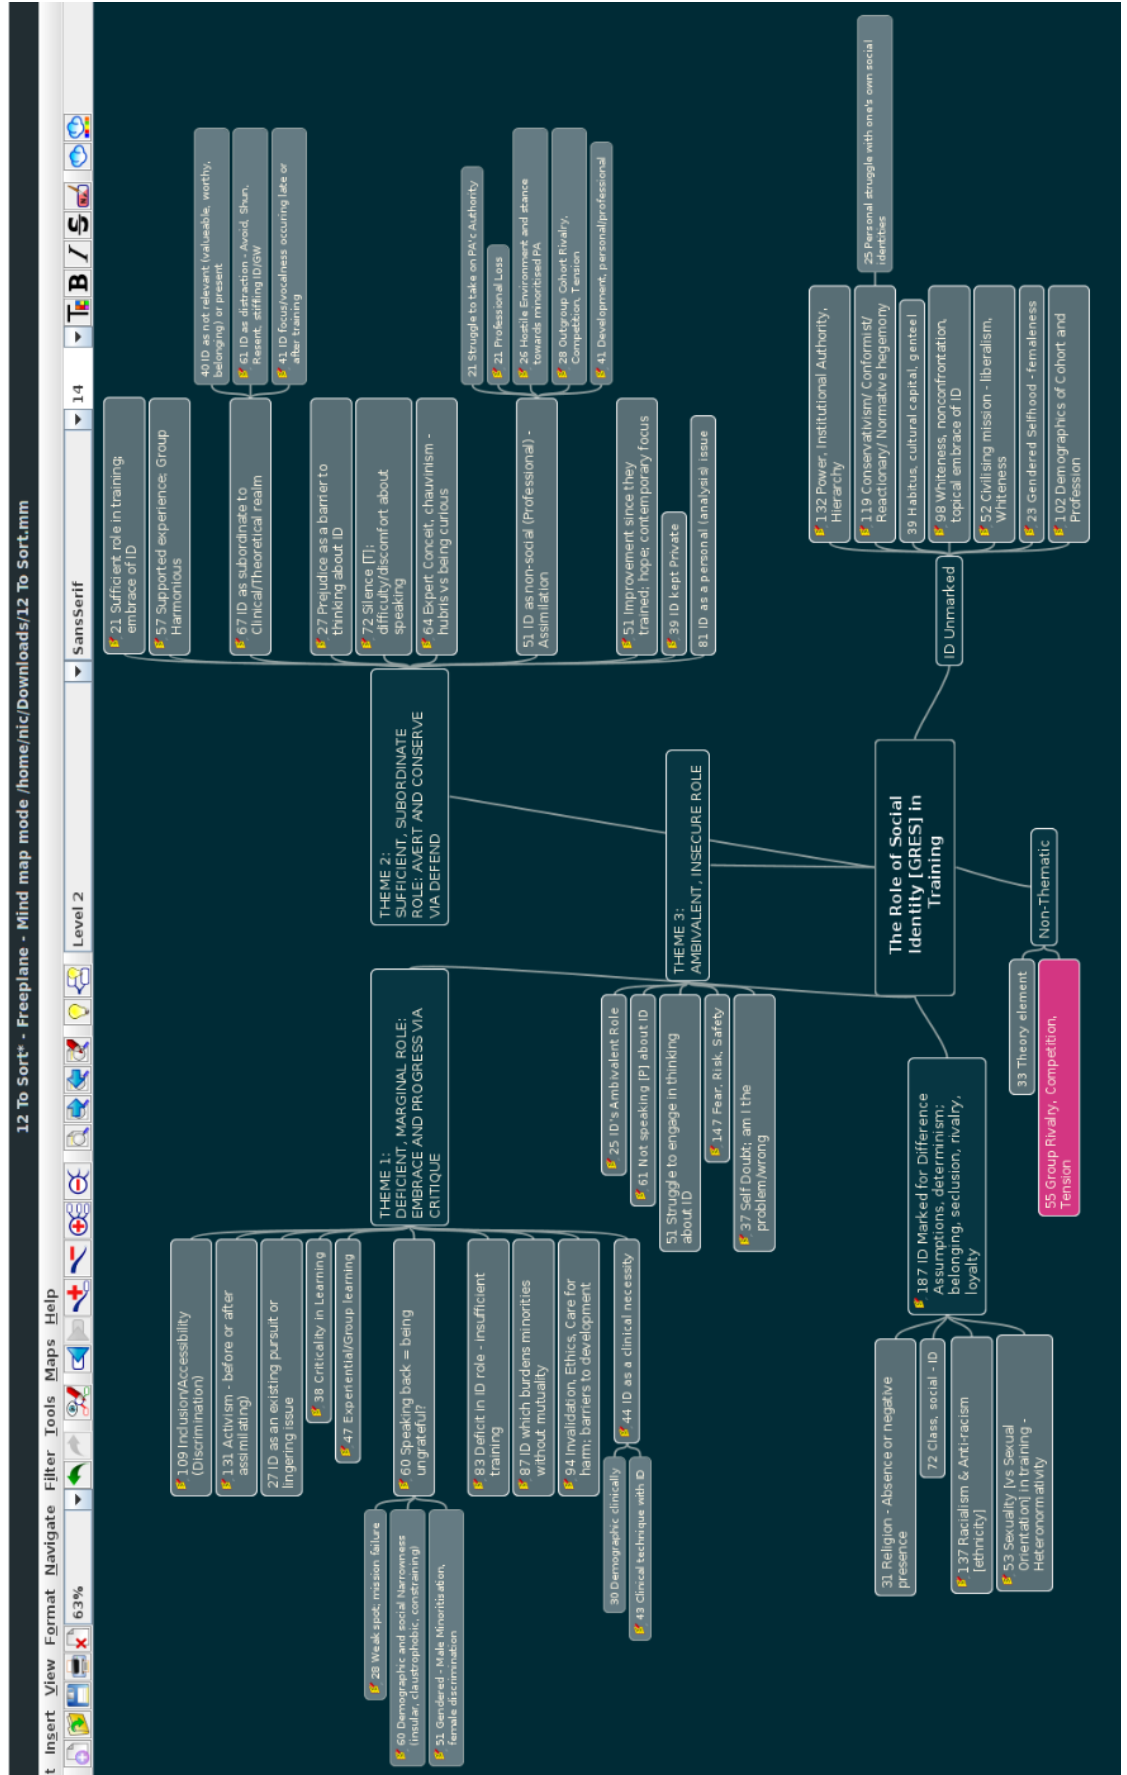 12 To Sort* - Freeplane - Mind map mode /home/nic/Downloads/12 To Sort.mm
t Insert View Format Navigate Filter Tools Maps Help
63%
Level 2
SansSerif
14
T B I S
109 Inclusion/Accessibility
(Discrimination)
131 Activism - before or after
assimilating)
27 ID as an existing pursuit or
lingering issue
38 Criticality in Learning
47 Experiential/Group learning
28 Weak spot; mission failure
60 Demographic and social Narrowness
(insular, claustrophobic, constraining)
51 Gendered - Male Minoritisation,
female discrimination
60 Speaking back = being
ungrateful?
83 Deficit in ID role - insufficient
training
87 ID which burdens minorities
without mutuality
94 Invalidation, Ethics, Care for
harm; barriers to development
30 Demographic clinically
43 Clinical technique with ID
44 ID as a clinical necessity
THEME 1:
DEFICIENT, MARGINAL ROLE:
EMBRACE AND PROGRESS VIA
CRITIQUE
THEME 2:
SUFFICIENT, SUBORDINATE
ROLE: AVERT AND CONSERVE
VIA DEFEND
21 Sufficient role in training;
embrace of ID
57 Supported experience; Group
Harmonious
67 ID as subordinate to
Clinical/Theoretical realm
40 ID as not relevant (valueable, worthy,
belonging) or present
61 ID as distraction - Avoid, Shun,
Resent, stiffing ID/GW
41 ID focus/vocalness occuring late or
after training
27 Prejudice as a barrier to
thinking about ID
72 Silence [T];
difficulty/discomfort about
speaking
64 Expert Concet, chauvinism -
hubris vs being curious
51 ID as non-social (Professional) -
Assimilation
21 Struggle to take on PA'c Authority
21 Professional Loss
26 Hostile Environment and stance
towards minoritised PA
28 Outgroup Cohort Rivalry,
Competition, Tension
41 Development, personal/professional
51 Improvement since they
trained; hope; contemporary focus
39 ID kept Private
81 ID as a personal (analysis) issue
THEME 3:
AMBIVALENT, INSECURE ROLE
25 ID's Ambivalent Role
61 Not speaking [P] about ID
51 Struggle to engage in thinking
about ID
147 Fear, Risk, Safety
37 Self Doubt; am I the
problem/wrong
The Role of Social
Identity [GRES] in
Training
ID Unmarked
132 Power, Institutional Authority,
Hierarchy
119 Conservativism/ Conformist/
Reactionary/ Normative hegemony
25 Personal struggle with one's own social
identities
39 Habitus, cultural capital, genteel
98 Whiteness, nonconfrontation,
topical embrace of ID
52 Civilising mission - liberalism,
Whiteness
23 Gendered Selfhood - femaleness
102 Demographics of Cohort and
Profession
187 ID Marked for Difference
Assumptions, determinism;
belonging, seclusion, rivalry,
loyalty
31 Religion - Absence or negative
presence
72 Class, social - ID
137 Racialism & Anti-racism
[ethnicity]
53 Sexuality [vs Sexual
Orientation] in training -
Heteronormativity
Non-Thematic
33 Theory element
55 Group Rivalry, Competition,
Tension